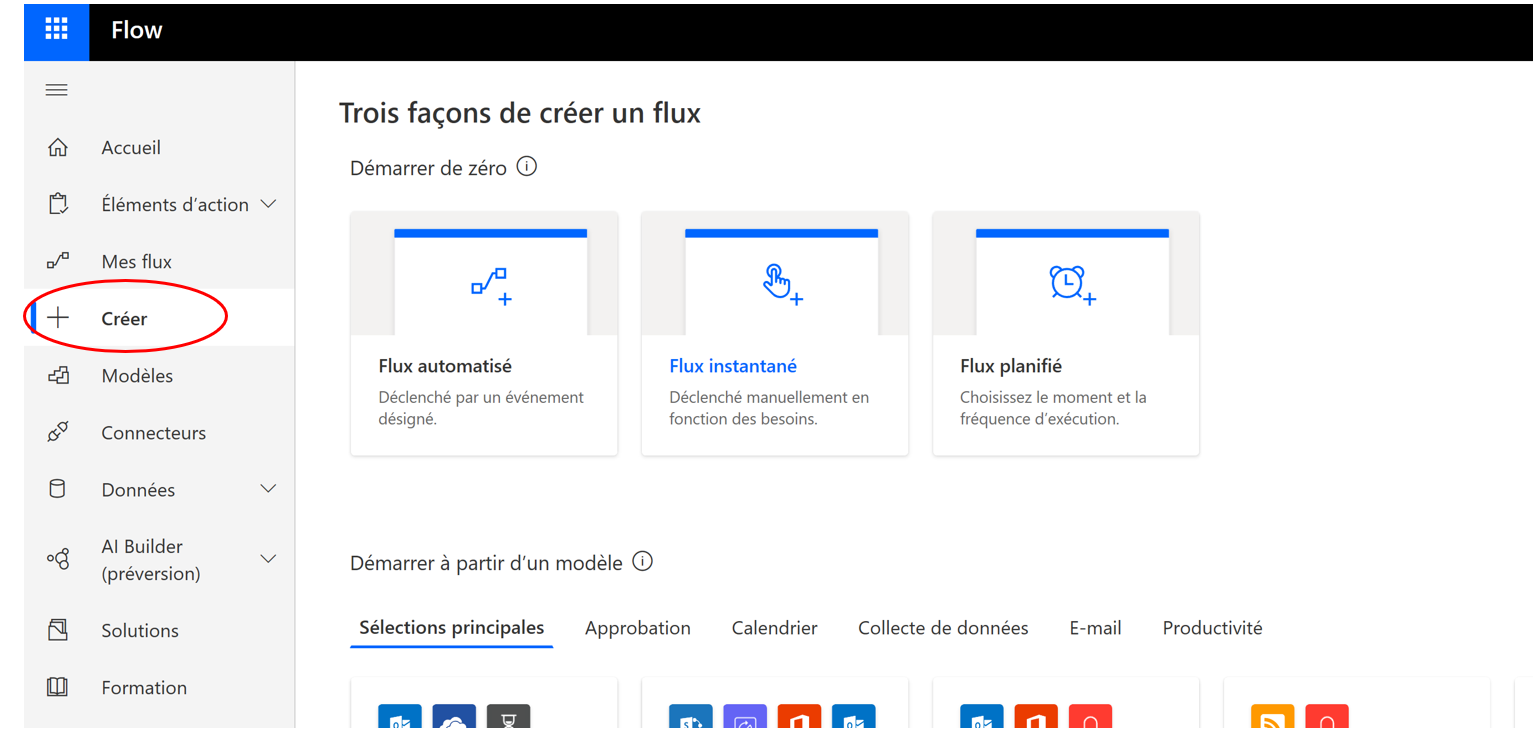 Flow
Accueil
Éléments d’action
Mes flux
Créer
Modèles
Connecteurs
Données
AI Builder
(préversion)
Solutions
Formation
Trois façons de créer un flux
Démarrer de zéro
Flux automatisé
Déclenché par un événement
désigné.
Flux instantané
Déclenché manuellement en
fonction des besoins.
Flux planifié
Choisissez le moment et la
fréquence d’exécution.
Démarrer à partir d’un modèle
Sélections principales
Approbation
Calendrier
Collecte de données
E-mail
Productivité